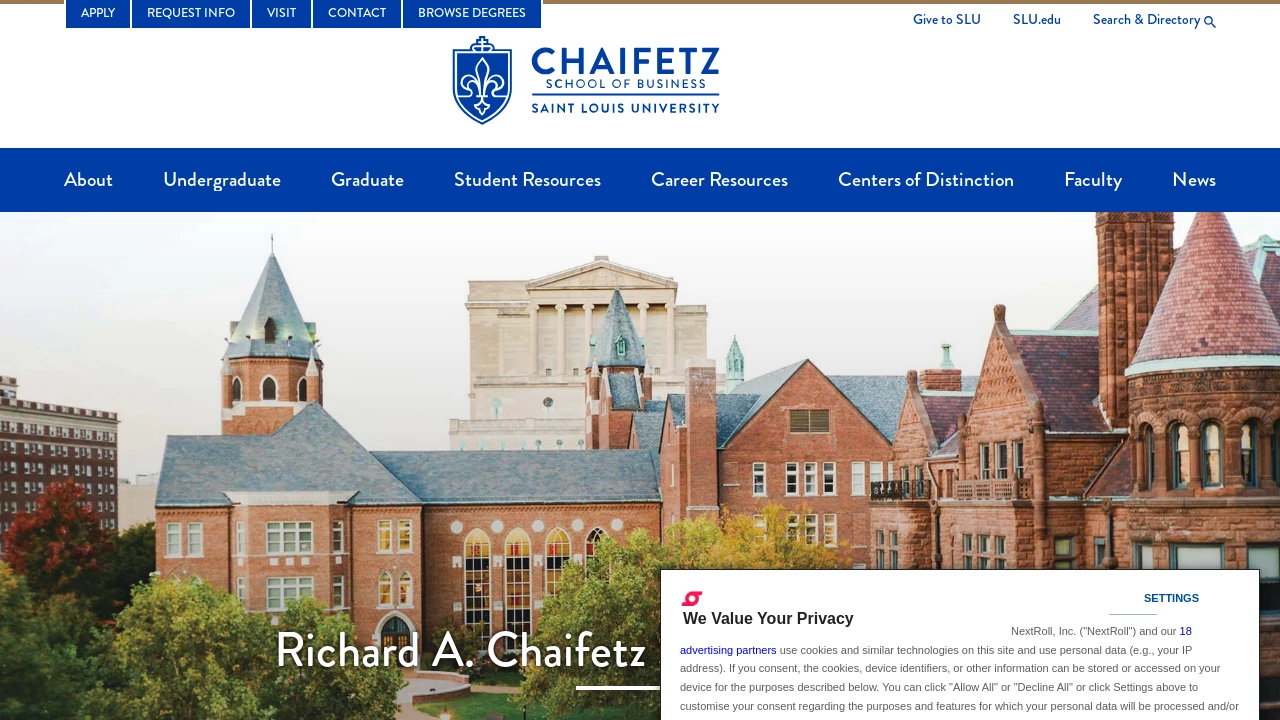 APPLY
REQUEST INFO
VISIT
CONTACT
BROWSE DEGREES
Give to SLU
SLU.edu
Search & Directory
CHAIFETZ
SCHOOL OF BUSINESS
SAINT LOUIS UNIVERSITY
About
Undergraduate
Graduate
Student Resources
Career Resources
Centers of Distinction
Faculty
News
Richard A. Chaifetz
SETTINGS
We Value Your Privacy
NextRoll, Inc. ("NextRoll") and our 18
advertising partners use cookies and similar technologies on this site and use personal data (e.g., your IP
address). If you consent, the cookies, device identifiers, or other information can be stored or accessed on your
device for the purposes described below. You can click "Allow All" or "Decline All" or click Settings above to
customise your consent regarding the purposes and features for which your personal data will be processed and/or